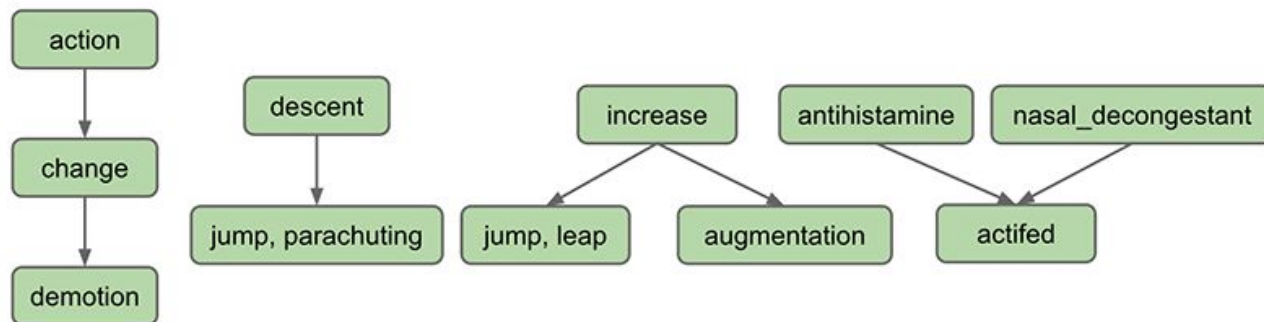 action
change
demotion
descent
jump, parachuting
increase
jump, leap
augmentation
antihistamine
nasal_decongestant
actifed